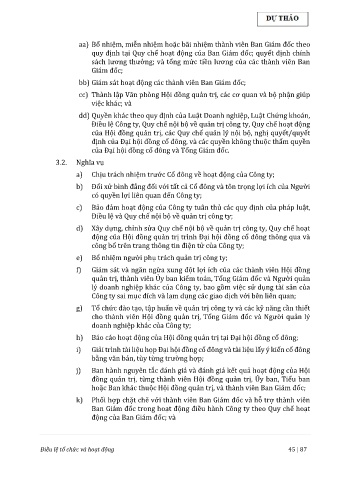 DỰ THẢO
aa) Bổ nhiệm, miễn nhiệm hoặc bãi nhiệm thành viên Ban Giám đốc theo
quy định tại Quy chế hoạt động của Ban Giám đốc; quyết định chính
sách lương thưởng; và tổng mức tiền lương của các thành viên Ban
Giám đốc;
bb) Giám sát hoạt động các thành viên Ban Giám đốc;
cc) Thành lập Văn phòng Hội đồng quản trị, các cơ quan và bộ phận giúp
việc khác; và
dd) Quyền khác theo quy định của Luật Doanh nghiệp, Luật Chứng khoán,
Điều lệ Công ty, Quy chế nội bộ về quản trị công ty, Quy chế hoạt động
của Hội đồng quản trị, các Quy chế quản lý nội bộ, nghị quyết/quyết
định của Đại hội đồng cổ đông, và các quyền không thuộc thẩm quyền
của Đại hội đồng cổ đông và Tổng Giám đốc.
3.2. Nghĩa vụ
a) Chịu trách nhiệm trước Cổ đông về hoạt động của Công ty;
b) Đối xử bình đẳng đối với tất cả Cổ đông và tôn trọng lợi ích của Người
có quyền lợi liên quan đến Công ty;
c) Bảo đảm hoạt động của Công ty tuân thủ các quy định của pháp luật,
Điều lệ và Quy chế nội bộ về quản trị công ty;
d) Xây dựng, chỉnh sửa Quy chế nội bộ về quản trị công ty, Quy chế hoạt
động của Hội đồng quản trị trình Đại hội đồng cổ đông thông qua và
công bố trên trang thông tin điện tử của Công ty;
e) Bổ nhiệm người phụ trách quản trị công ty;
f) Giám sát và ngăn ngừa xung đột lợi ích của các thành viên Hội đồng
quản trị, thành viên Ủy ban kiểm toán, Tổng Giám đốc và Người quản
lý doanh nghiệp khác của Công ty, bao gồm việc sử dụng tài sản của
Công ty sai mục đích và lạm dụng các giao dịch với bên liên quan;
g) Tổ chức đào tạo, tập huấn về quản trị công ty và các kỹ năng cần thiết
cho thành viên Hội đồng quản trị, Tổng Giám đốc và Người quản lý
doanh nghiệp khác của Công ty;
h) Báo cáo hoạt động của Hội đồng quản trị tại Đại hội đồng cổ đông;
i) Giải trình tài liệu họp Đại hội đồng cổ đông và tài liệu lấy ý kiến cổ đông
bằng văn bản, tùy từng trường hợp;
j) Ban hành nguyên tắc đánh giá và đánh giá kết quả hoạt động của Hội
đồng quản trị, từng thành viên Hội đồng quản trị, Ủy ban, Tiểu ban
hoặc Ban khác thuộc Hội đồng quản trị, và thành viên Ban Giám đốc;
k) Phối hợp chặt chẽ với thành viên Ban Giám đốc và hỗ trợ thành viên
Ban Giám đốc trong hoạt động điều hành Công ty theo Quy chế hoạt
động của Ban Giám đốc; và
Điều lệ tổ chức và hoạt động 45 | 87